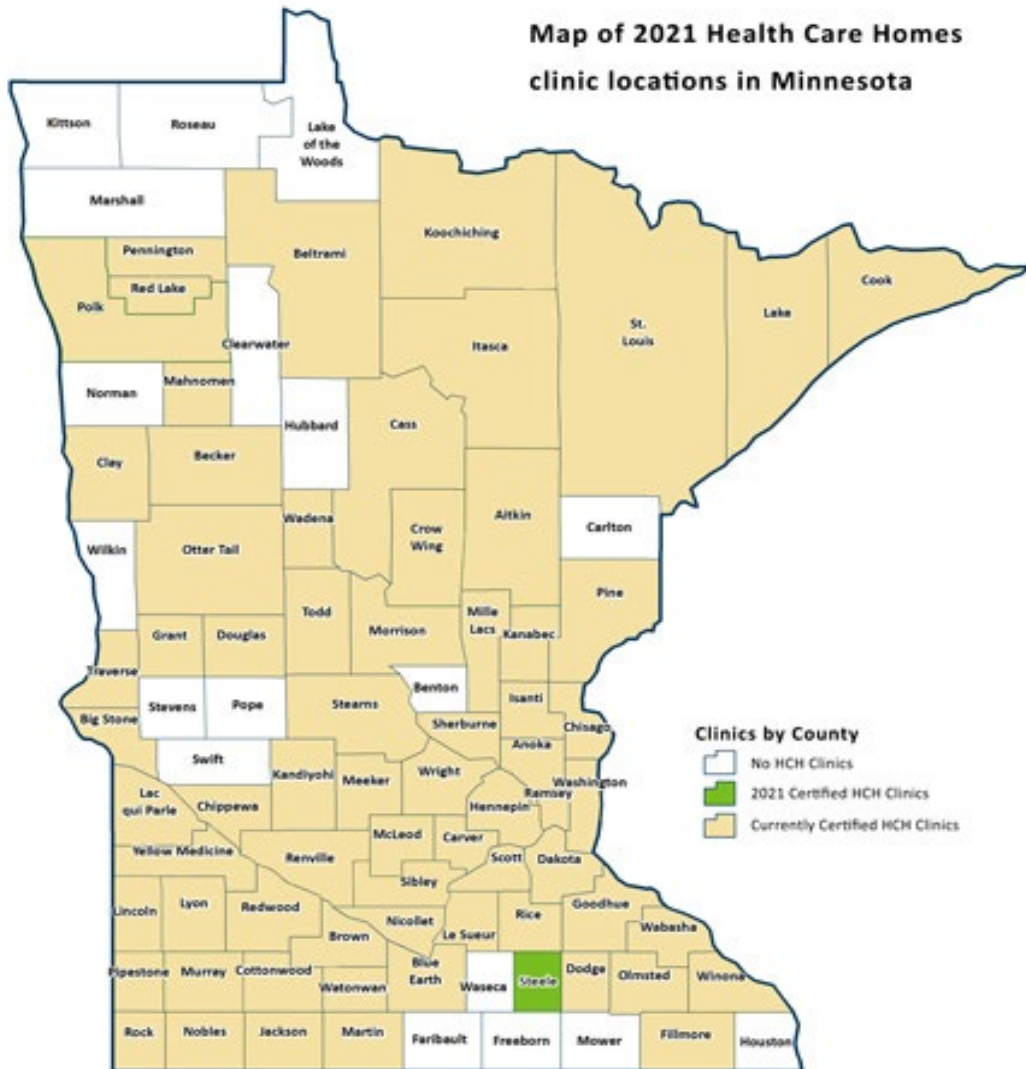 Map of 2021 Health Care Homes
clinic locations in Minnesota
Kittson
Roseau
Lake
of the
Woods
Marshall
Koochiching
Pennington
Beltrami
Red Lake
Polk
Cook
Lake
St.
Louis
Clearwater
Itasca
Mahnomen
Norman
Hubbard
Cass
Clay
Becker
Wadena
Aitkin
Crow
Wing
Carlton
Wilkin
Otter Tail
Pine
Todd
Mille
Lacs
Morrison
Kanabec
Grant
Douglas
Traverse
Benton
Isanti
Stevens
Pope
Stearns
Big Stone
Sherburne
Chisago
Anoka
Swift
Kandiyohi
Meeker
Wright
Washington
Ramsey
Hennepin
Lac
qui Parle
Chippewa
McLeod
Carver
Yellow Medicine
Renville
Scott
Dakota
Sibley
Lincoln
Lyon
Redwood
Nicollet
Rice
Goodhue
Wabasha
Brown
Le Sueur
Pipestone
Murray
Cottonwood
Watonwan
Blue
Earth
Waseca
Steele
Dodge
Olmsted
Winona
Rock
Nobles
Jackson
Martin
Faribault
Freeborn
Mower
Fillmore
Houston
Clinics by County
No HCH Clinics
2021 Certified HCH Clinics
Currently Certified HCH Clinics